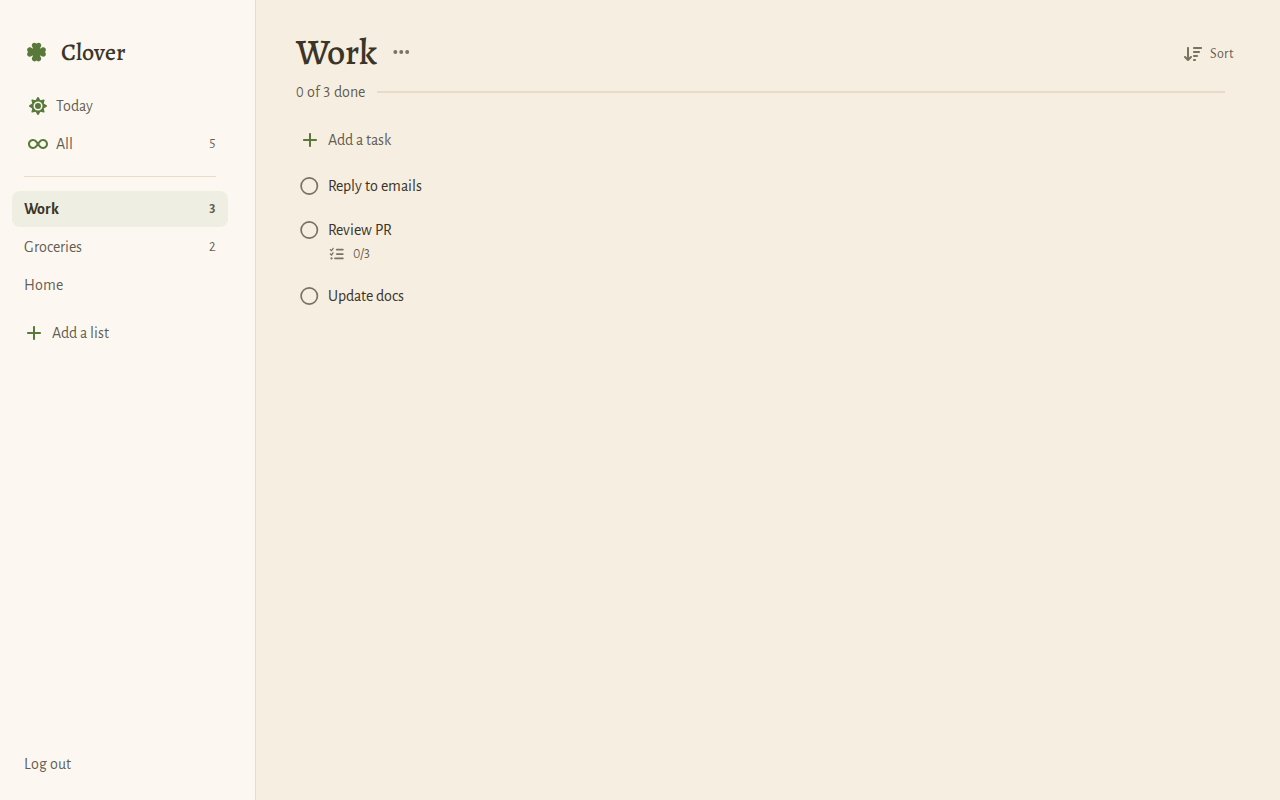 Clover
Today
All 5
Work 3
Groceries 2
Home
Add a list
Log out
Work
Sort
0 of 3 done
Add a task
Reply to emails
Review PR
0/3
Update docs